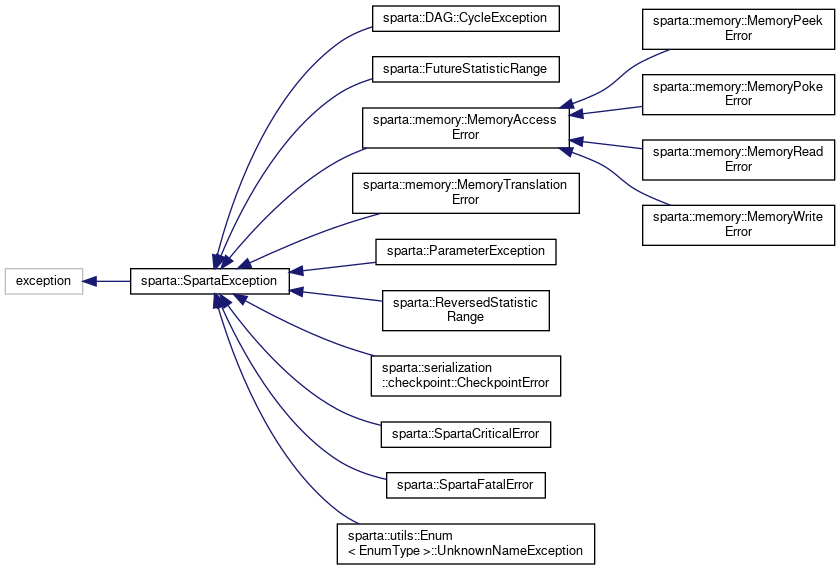 exception
sparta::SpartaException
sparta::DAG::CycleException
sparta::FutureStatisticRange
sparta::memory::MemoryAccess
Error
sparta::memory::MemoryTranslation
Error
sparta::ParameterException
sparta::ReversedStatistic
Range
sparta::serialization
::checkpoint::CheckpointError
sparta::SpartaCriticalError
sparta::SpartaFatalError
sparta::utils::Enum
< EnumType >::UnknownNameException
sparta::memory::MemoryPeek
Error
sparta::memory::MemoryPoke
Error
sparta::memory::MemoryRead
Error
sparta::memory::MemoryWrite
Error